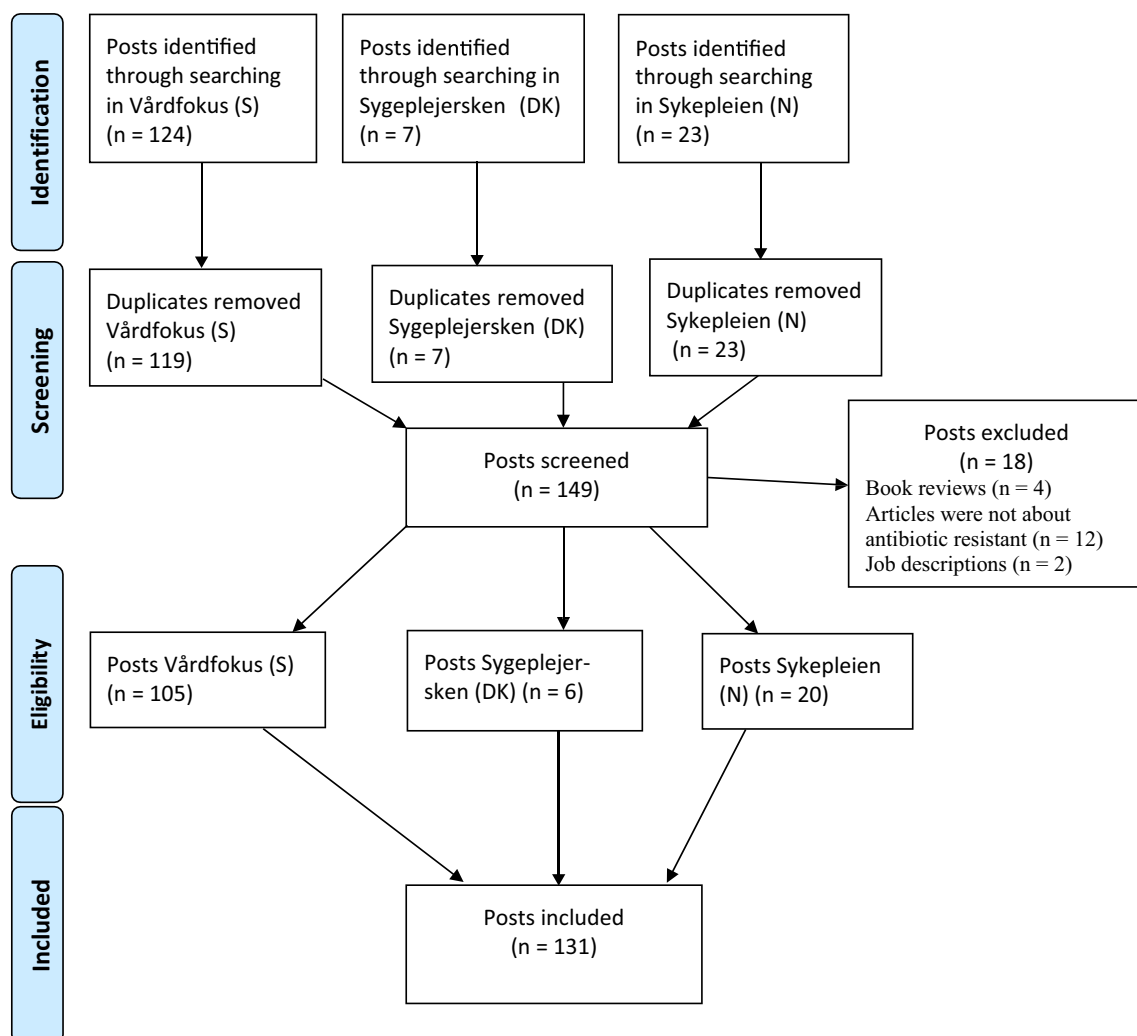 Identification
Posts identified
through searching
in Vårdfokus (S)
(n = 124)
Posts identified
through searching in
Sygeplejersken (DK)
(n = 7)
Posts identified
through searching
in Sykepleien (N)
(n = 23)
Screening
Duplicates removed
Vårdfokus (S)
(n = 119)
Duplicates removed
Sygeplejersken (DK)
(n = 7)
Duplicates removed
Sykepleien (N)
(n = 23)
Posts screened
(n = 149)
Posts excluded
(n = 18)
Book reviews (n = 4)
Articles were not about
antibiotic resistant (n = 12)
Job descriptions (n = 2)
Eligibility
Posts Vårdfokus (S)
(n = 105)
Posts Sygeplejer-
sken (DK) (n = 6)
Posts Sykepleien
(N) (n = 20)
Included
Posts included
(n = 131)